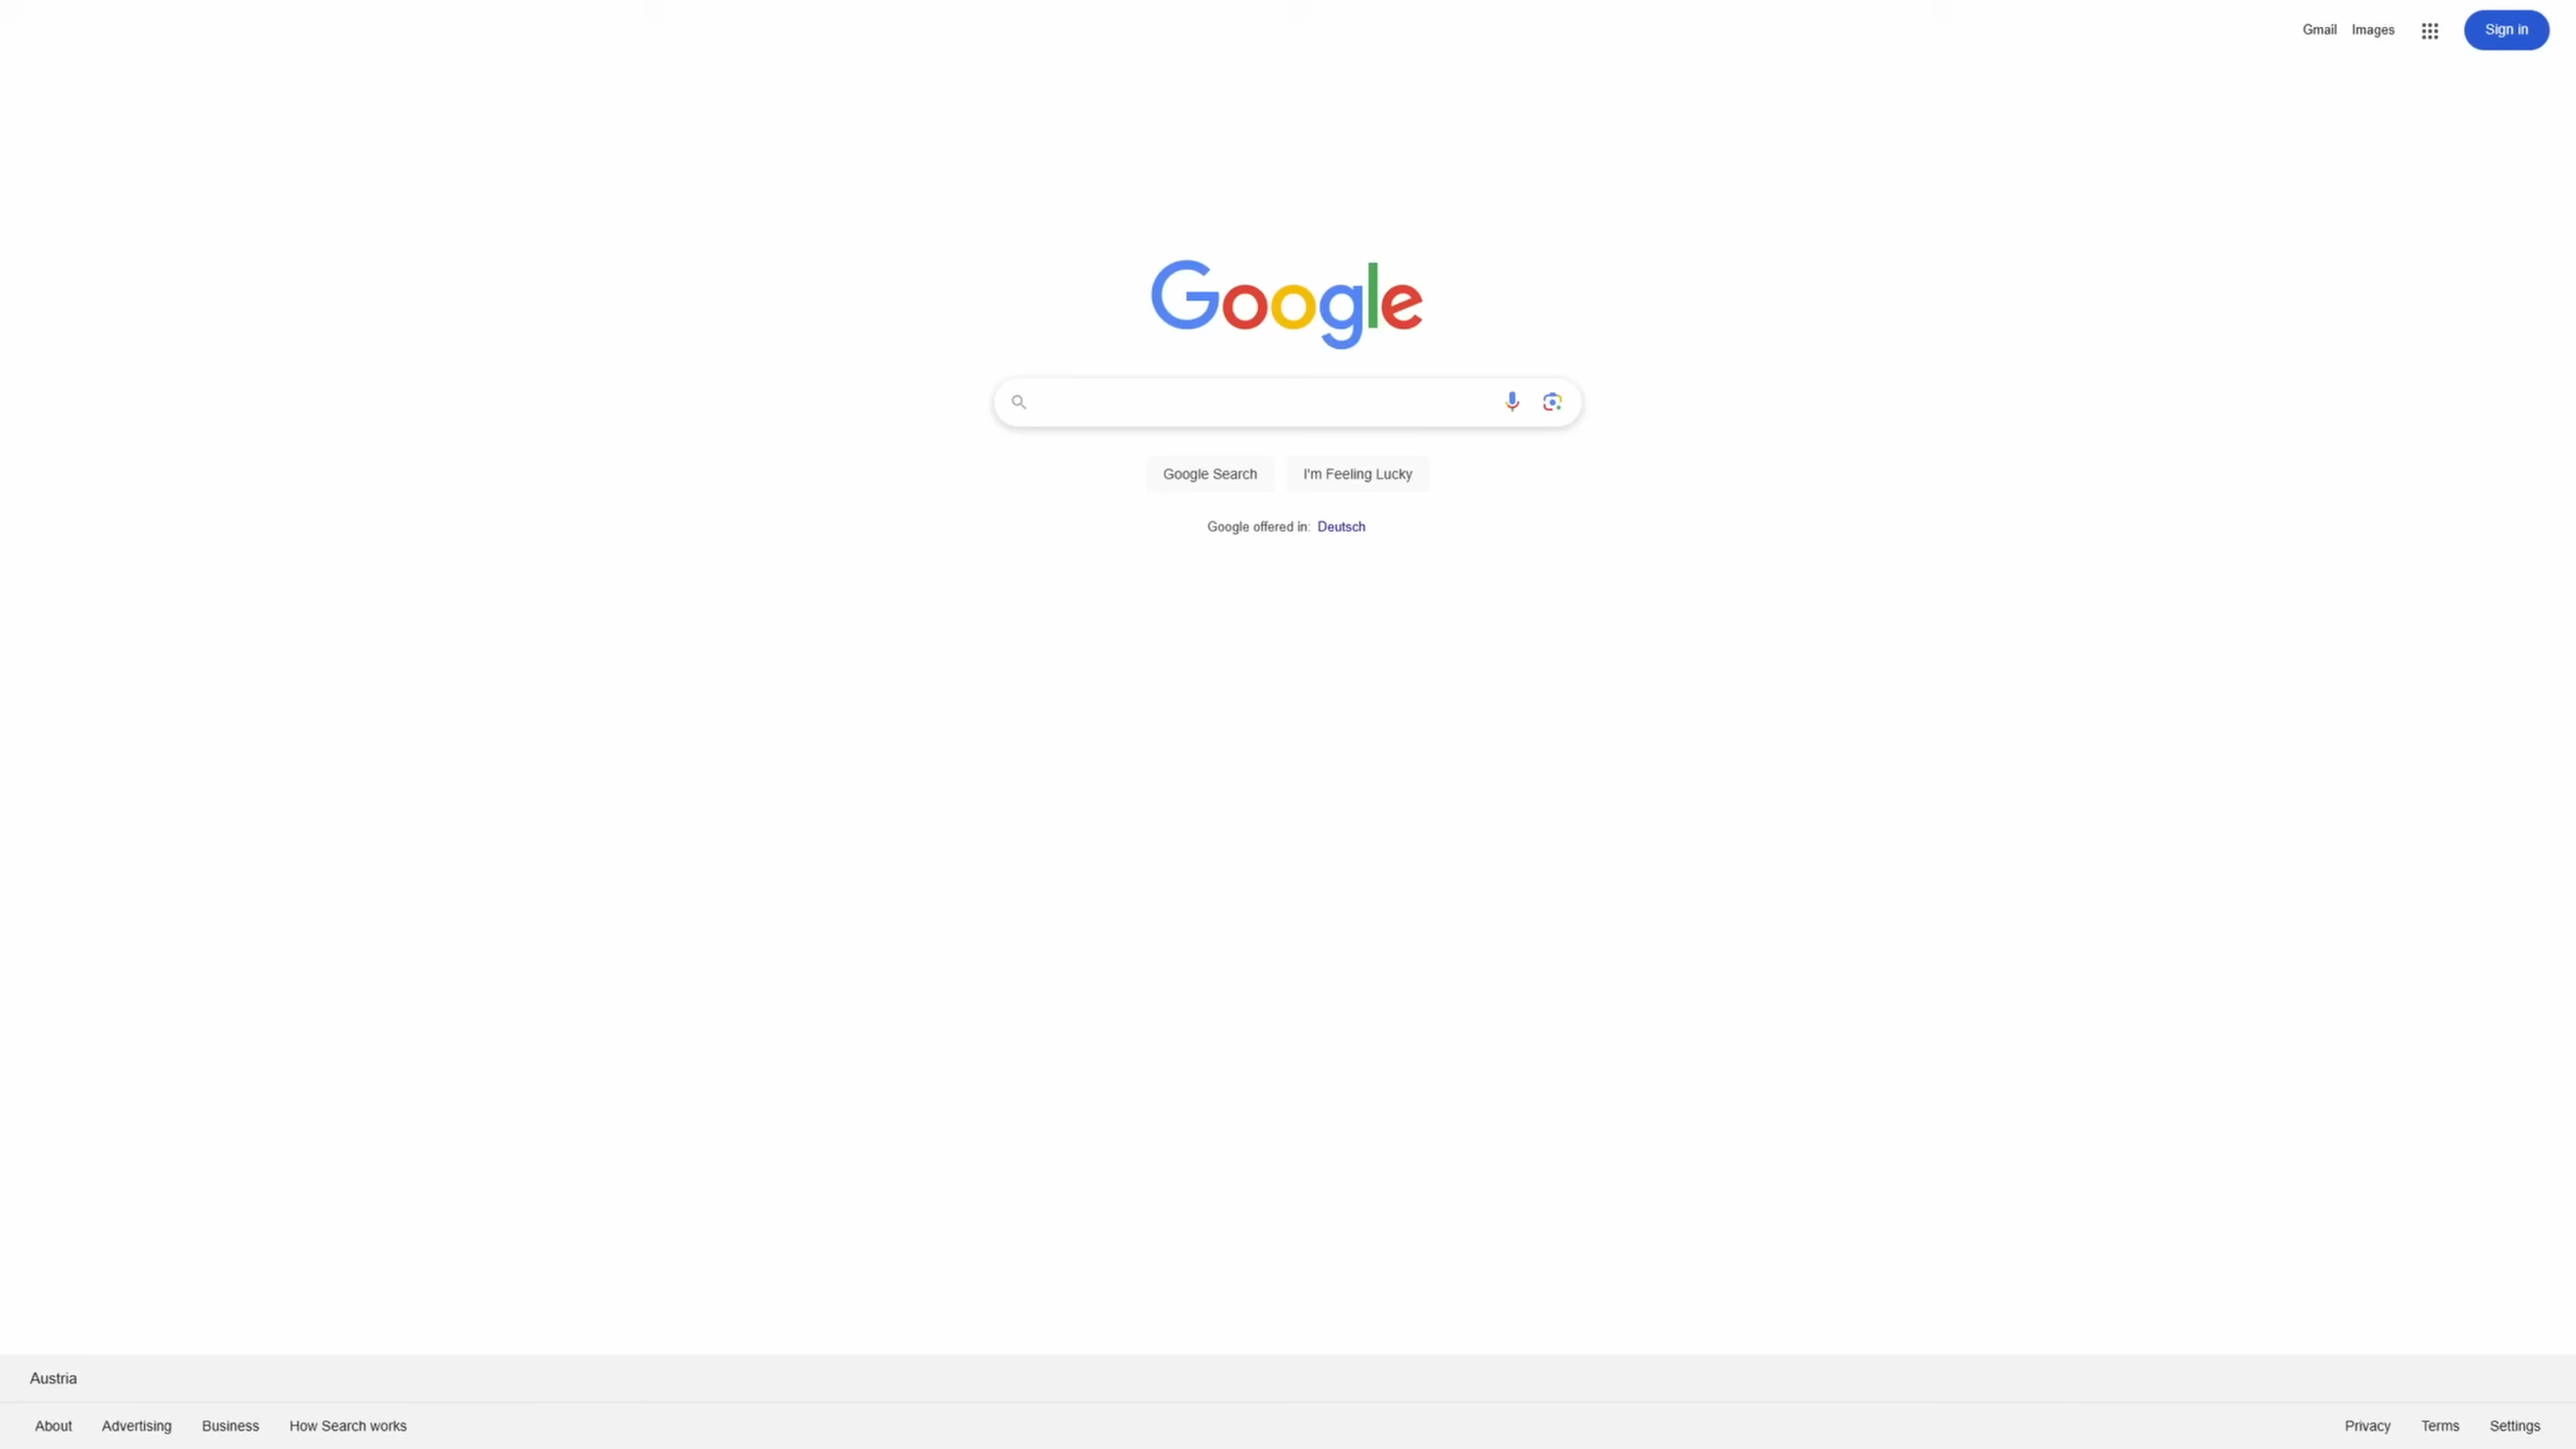 Gmail Images Sign in
Google
Google Search I'm Feeling Lucky
Google offered in: Deutsch
Austria
About Advertising Business How Search works Privacy Terms Settings